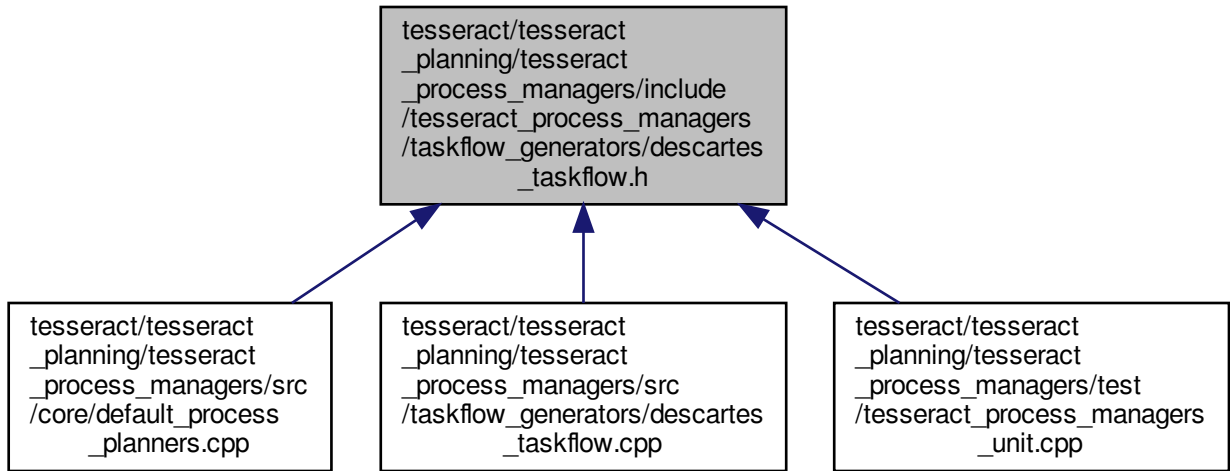 tesseract/tesseract
_planning/tesseract
_process_managers/include
/tesseract_process_managers
/taskflow_generators/descartes
_taskflow.h
tesseract/tesseract
_planning/tesseract
_process_managers/src
/core/default_process
_planners.cpp
tesseract/tesseract
_planning/tesseract
_process_managers/src
/taskflow_generators/descartes
_taskflow.cpp
tesseract/tesseract
_planning/tesseract
_process_managers/test
/tesseract_process_managers
_unit.cpp